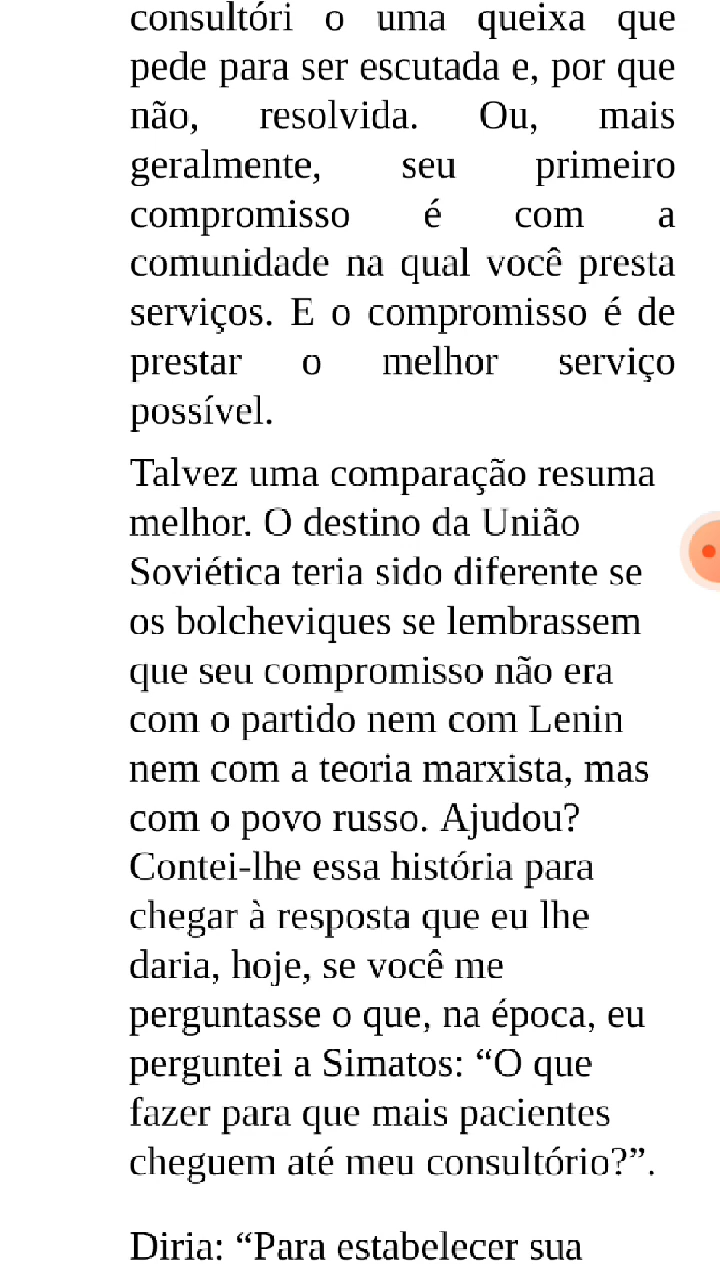 consultóri o uma queixa que
pede para ser escutada e, por que
não, resolvida. Ou, mais
geralmente, seu primeiro
compromisso é com a
comunidade na qual você presta
serviços. E o compromisso é de
prestar o melhor serviço
possível.
Talvez uma comparação resuma
melhor. O destino da União
Soviética teria sido diferente se
os bolcheviques se lembrassem
que seu compromisso não era
com o partido nem com Lenin
nem com a teoria marxista, mas
com o povo russo. Ajudou?
Contei-lhe essa história para
chegar à resposta que eu lhe
daria, hoje, se você me
perguntasse o que, na época, eu
perguntei a Simatos: “O que
fazer para que mais pacientes
cheguem até meu consultório?”.
Diria: “Para estabelecer sua